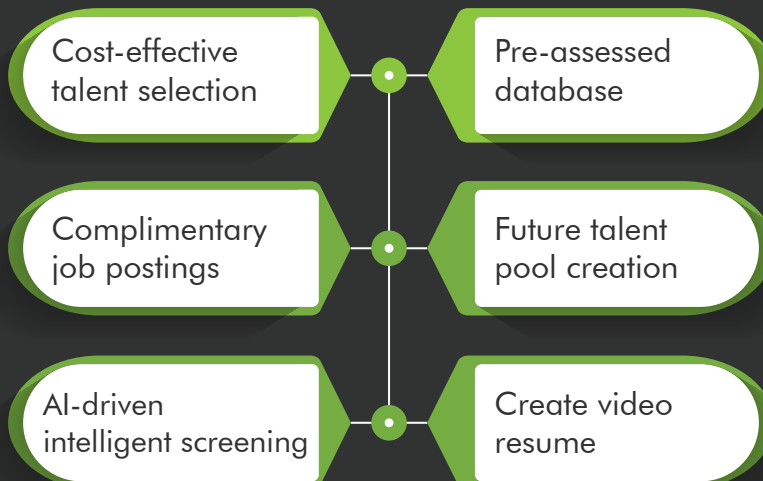 Cost-effective
talent selection
Pre-assessed
database
Complimentary
job postings
Future talent
pool creation
AI-driven
intelligent screening
Create video
resume